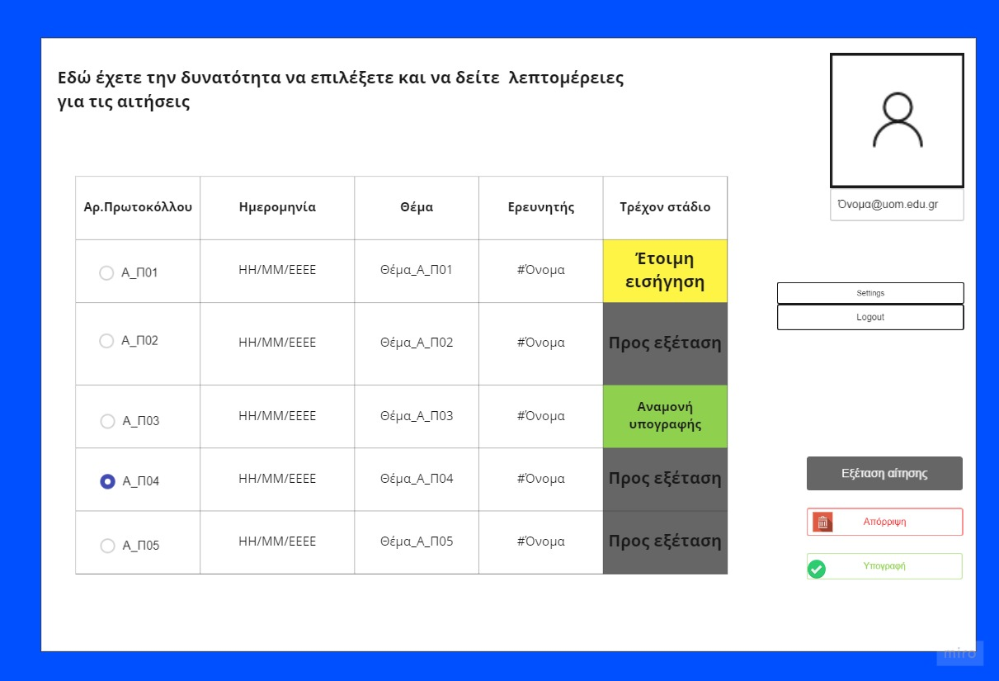 Εδώ έχετε την δυνατότητα να επιλέξετε και να δείτε λεπτομέρειες
για τις αιτήσεις
Όνομα@uom.edu.gr
Αρ.Πρωτοκόλλου Ημερομηνία Θέμα Ερευνητής Τρέχον στάδιο
Α_Π01 ΗΗ/ΜΜ/ΕΕΕΕ Θέμα_Α_Π01 #Όνομα Έτοιμη
εισήγηση
Settings
Logout
Α_Π02 ΗΗ/ΜΜ/ΕΕΕΕ Θέμα_Α_Π02 #Όνομα Προς εξέταση
Α_Π03 ΗΗ/ΜΜ/ΕΕΕΕ Θέμα_Α_Π03 #Όνομα Αναμονή
υπογραφής
Α_Π04 ΗΗ/ΜΜ/ΕΕΕΕ Θέμα_Α_Π04 #Όνομα Προς εξέταση
Α_Π05 ΗΗ/ΜΜ/ΕΕΕΕ Θέμα_Α_Π05 #Όνομα Προς εξέταση
Εξέταση αίτησης
Απόρριψη
Υπογραφή
miro